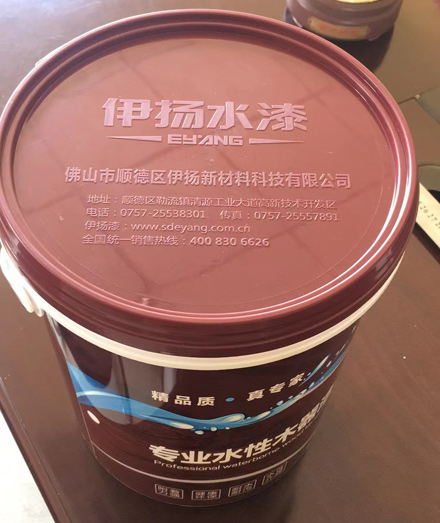 伊扬水漆
EYANG
佛山市顺德区伊扬新材料科技有限公司
地址：顺德区勒流镇清源工业大道高新技术开发区
电话：0757-25538301 传真：0757-25557891
伊扬漆：www.sdeyang.com.cn
全国统一销售热线：400 830 6626
精品质·真专家
专业水性木器
Professional waterborne